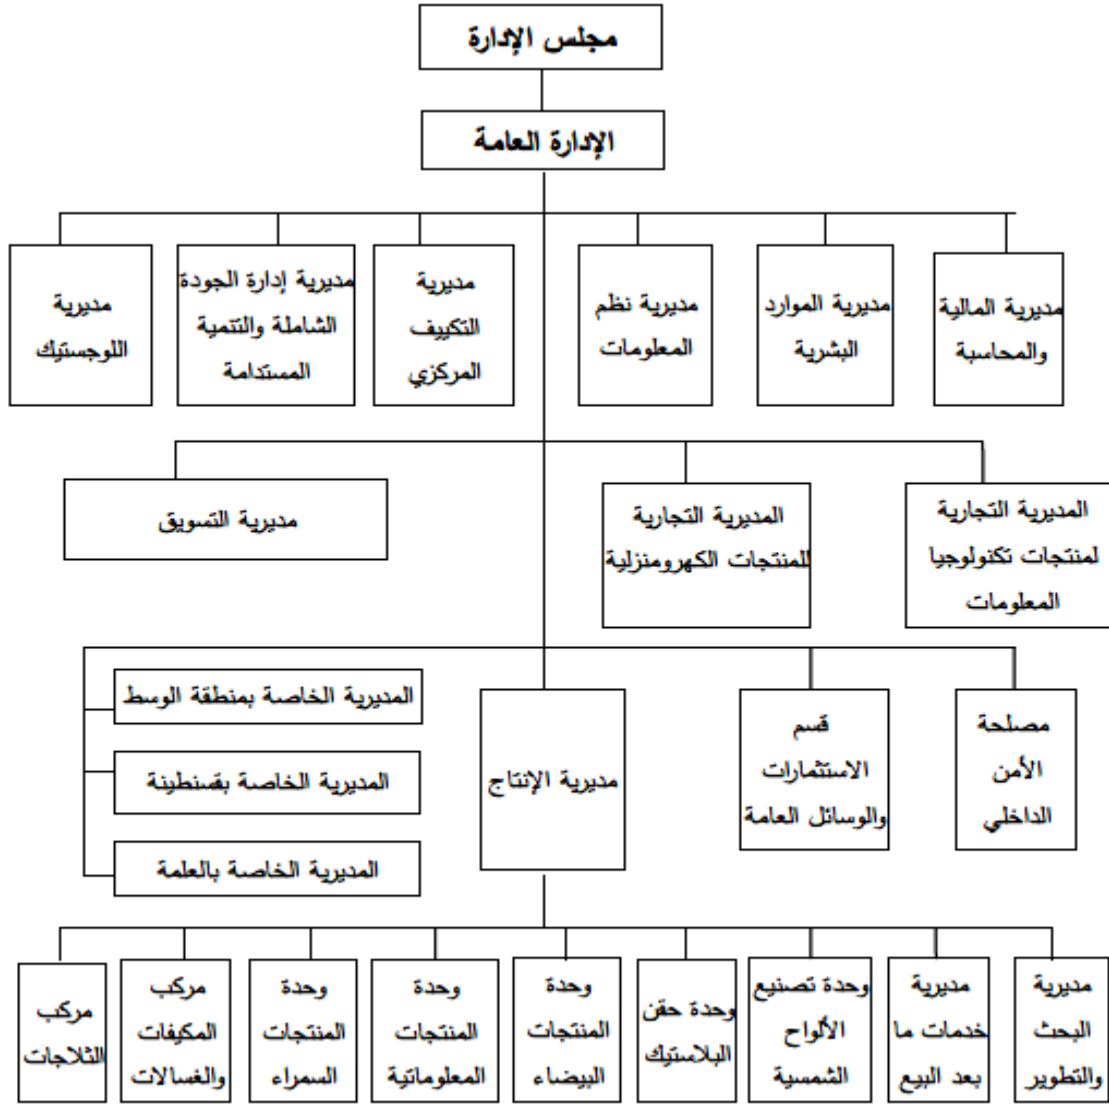 مجلس الإدارة
الإدارة العامة
مديرية المالية
والمحاسبة
مديرية الموارد
البشرية
مديرية نظم
المعلومات
مديرية
التكييف
المركزي
مديرية إدارة الجودة
الشاملة والتنمية
المستدامة
مديرية
اللوجستيك
المديرية التجارية
لمنتجات تكنولوجيا
المعلومات
المديرية التجارية
للمنتجات الكهرومنزلية
مديرية التسويق
مصلحة
الأمن
الداخلي
قسم
الاستثمارات
والوسائل العامة
مديرية الإنتاج
المديرية الخاصة بمنطقة الوسط
المديرية الخاصة بقسنطينة
المديرية الخاصة بالعلمة
مديرية
البحث
والتطوير
مديرية
خدمات ما
بعد البيع
وحدة تصنيع
الألواح
الشمسية
وحدة حقن
البلاستيك
وحدة
المنتجات
البيضاء
وحدة
المنتجات
المعلوماتية
وحدة
المنتجات
السمراء
مركب
المكيفات
والغسالات
مركب
الثلاجات